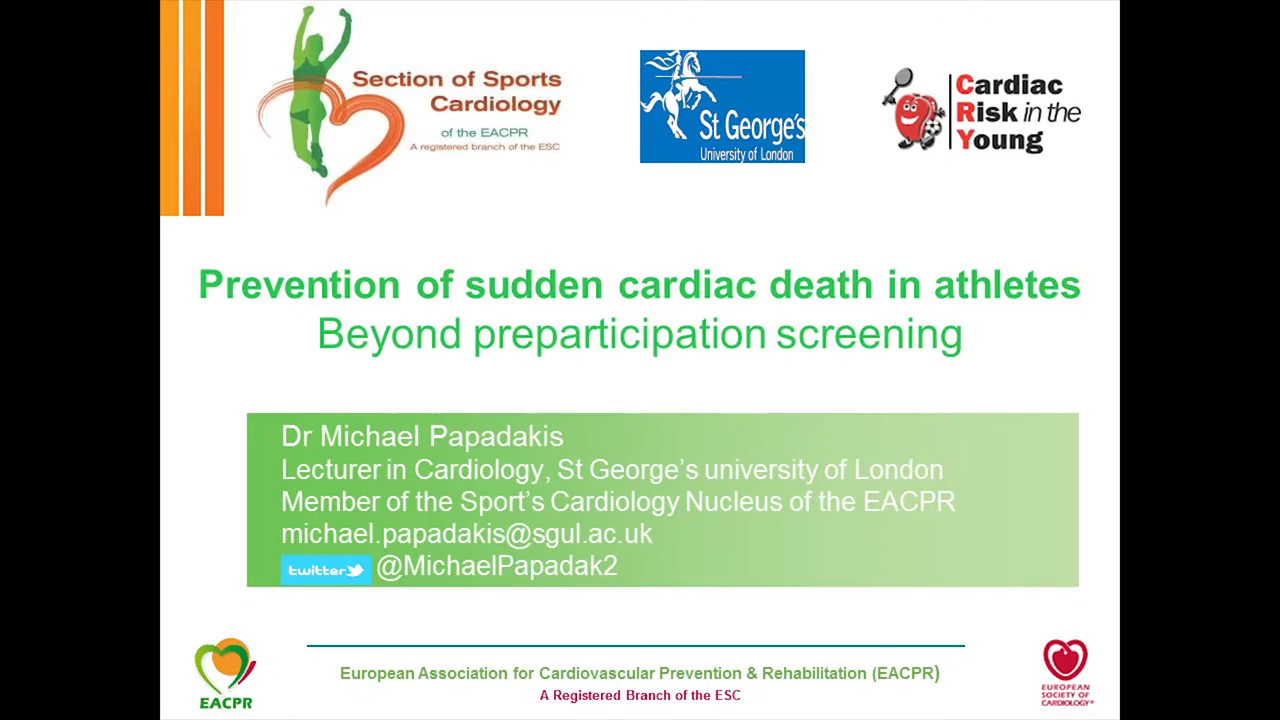 Section of Sports
Cardiology
of the EACPR
A registered branch of the ESC
St George's
University of London
Cardiac
Risk in the
Young
Prevention of sudden cardiac death in athletes
Beyond preparticipation screening
Dr Michael Papadakis
Lecturer in Cardiology, St George’s university of London
Member of the Sport’s Cardiology Nucleus of the EACPR
michael.papadakis@sgul.ac.uk
twitter @MichaelPapadak2
EACPR
European Association for Cardiovascular Prevention & Rehabilitation (EACPR)
A Registered Branch of the ESC
EUROPEAN
SOCIETY OF
CARDIOLOGY®